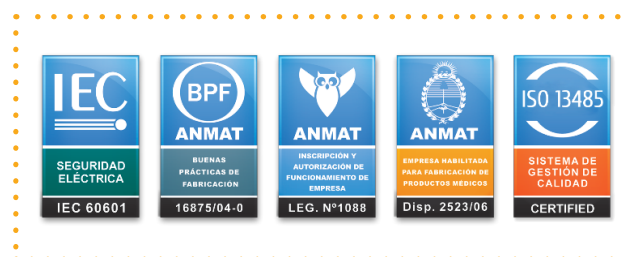 IEC
SEGURIDAD
ELÉCTRICA
IEC 60601
BPF
ANMAT
BUENAS
PRÁCTICAS DE
FABRICACIÓN
16875/04-0
ANMAT
INSCRIPCIÓN Y
AUTORIZACIÓN DE
FUNCIONAMIENTO DE
EMPRESA
LEG. Nº1088
ANMAT
EMPRESA HABILITADA
PARA FABRICACIÓN DE
PRODUCTOS MÉDICOS
Disp. 2523/06
ISO 13485
SISTEMA DE
GESTIÓN DE
CALIDAD
CERTIFIED